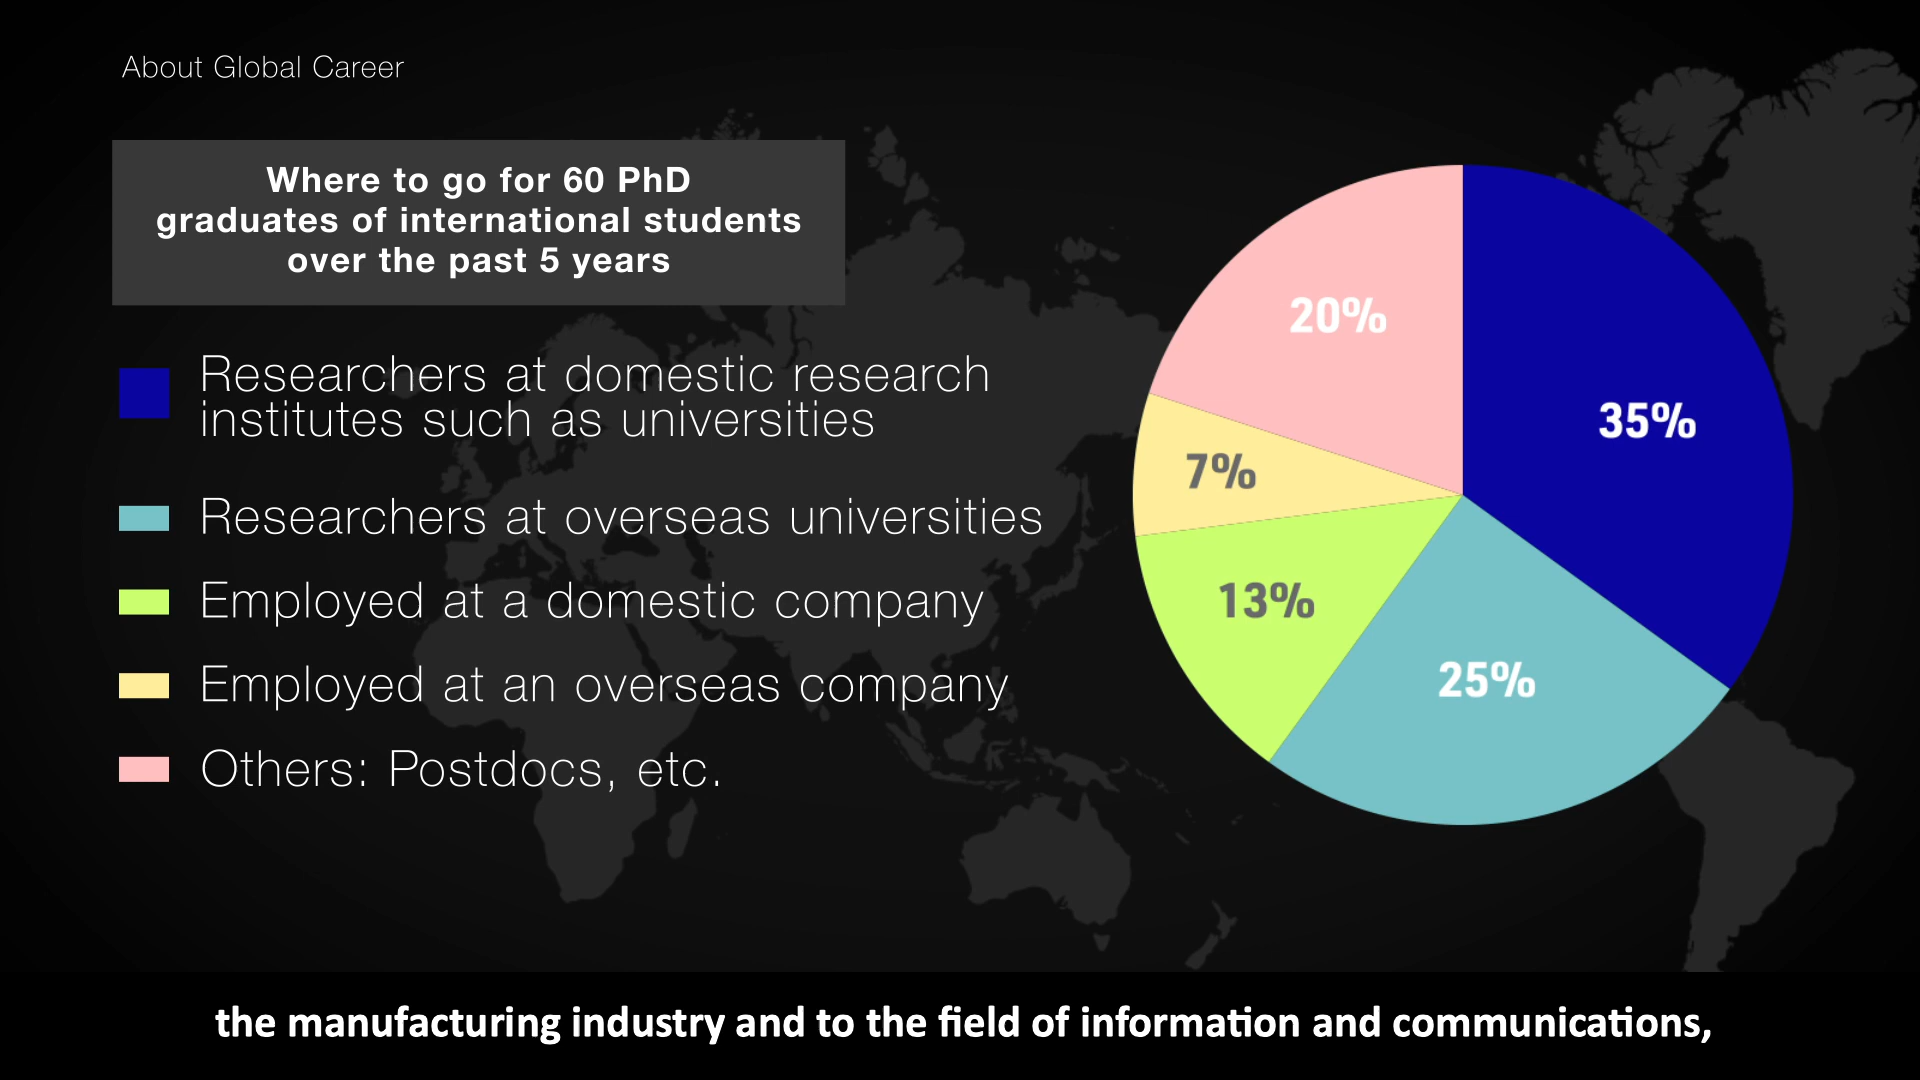 About Global Career
Where to go for 60 PhD
graduates of international students
over the past 5 years
Researchers at domestic research
institutes such as universities
Researchers at overseas universities
Employed at a domestic company
Employed at an overseas company
Others: Postdocs, etc.
20%
35%
7%
13%
25%
the manufacturing industry and to the field of information and communications,